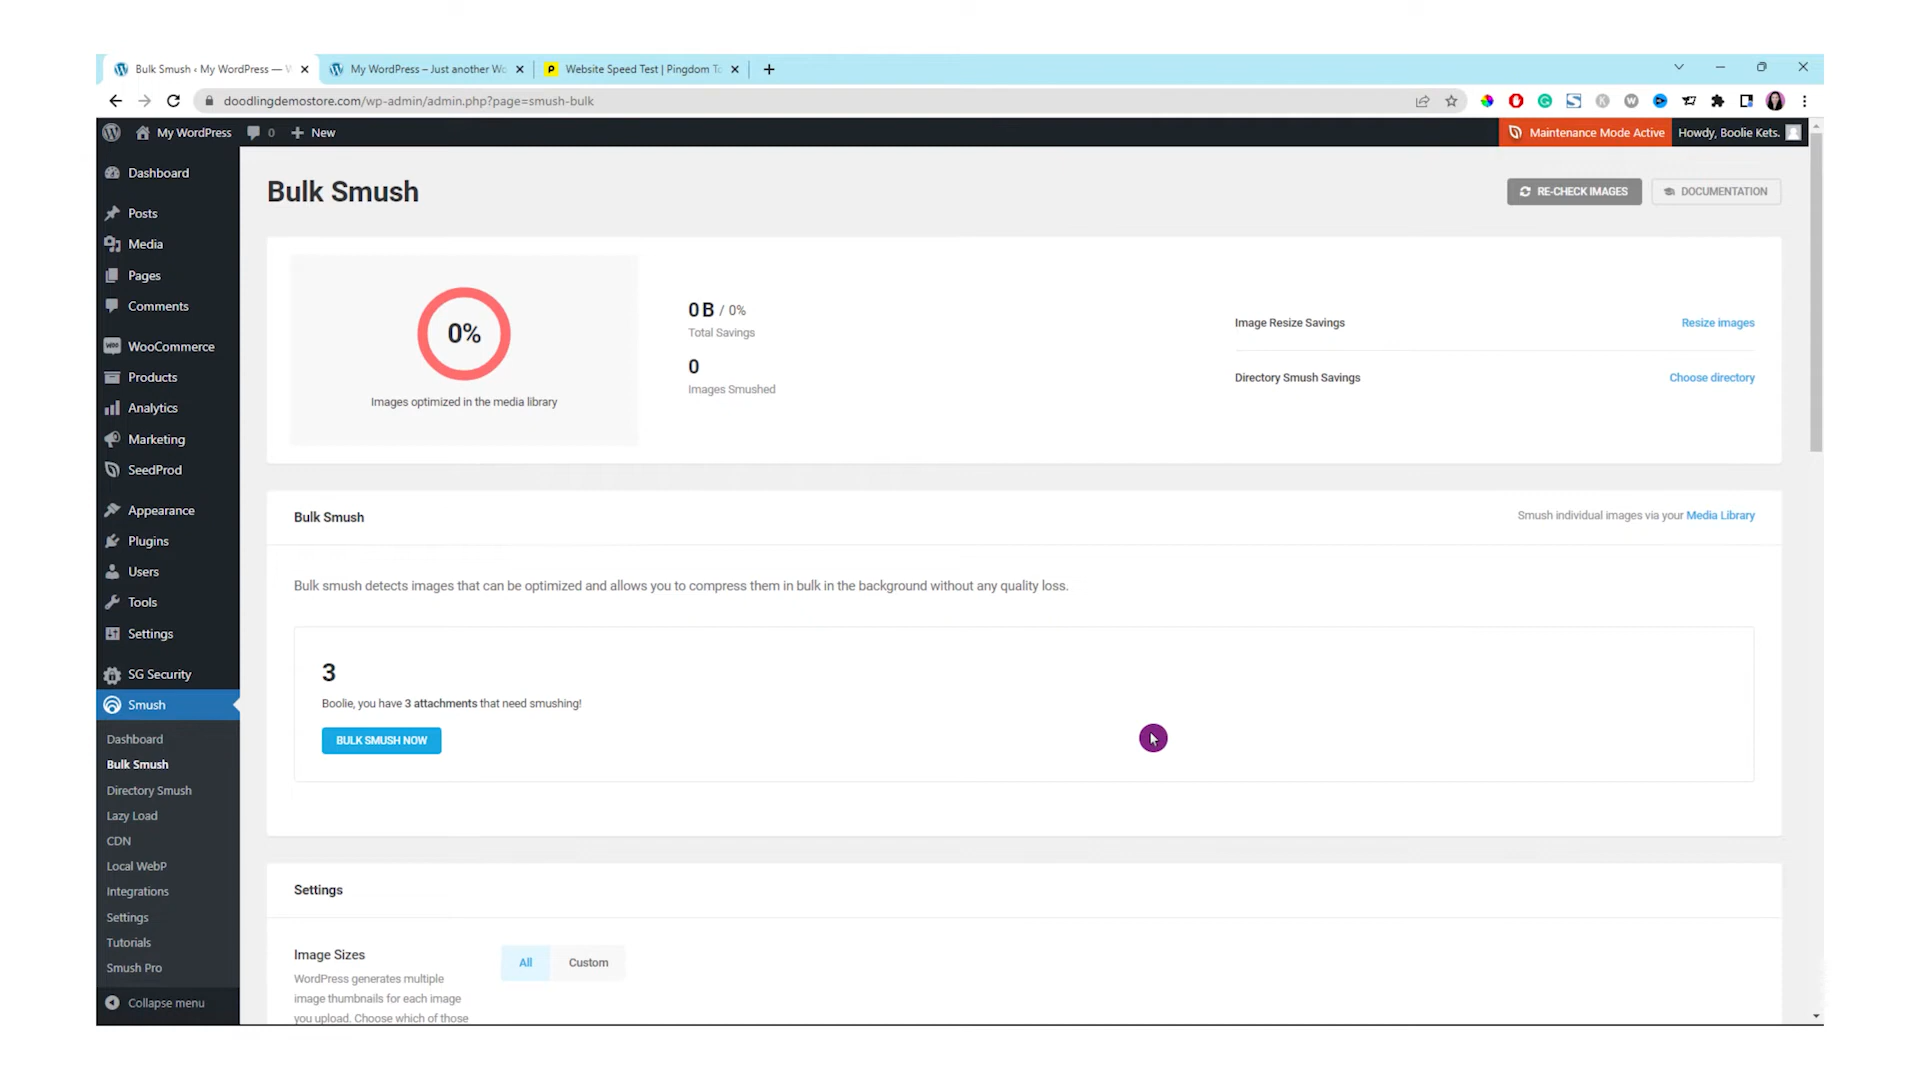 Bulk Smush ‹ My WordPress —
My WordPress – Just another Wo
Website Speed Test | Pingdom To
doodlingdemostore.com/wp-admin/admin.php?page=smush-bulk
My WordPress
0
New
Maintenance Mode Active
Howdy, Boolie Kets.
Dashboard
Posts
Media
Pages
Comments
WooCommerce
Products
Analytics
Marketing
SeedProd
Appearance
Plugins
Users
Tools
Settings
SG Security
Smush
Dashboard
Bulk Smush
Directory Smush
Lazy Load
CDN
Local WebP
Integrations
Settings
Tutorials
Smush Pro
Collapse menu
Bulk Smush
RE-CHECK IMAGES
DOCUMENTATION
0%
Images optimized in the media library
0 B / 0%
Total Savings
0
Images Smushed
Image Resize Savings
Resize images
Directory Smush Savings
Choose directory
Bulk Smush
Smush individual images via your Media Library
Bulk smush detects images that can be optimized and allows you to compress them in bulk in the background without any quality loss.
3
Boolie, you have 3 attachments that need smushing!
BULK SMUSH NOW
Settings
Image Sizes
WordPress generates multiple
image thumbnails for each image
you upload. Choose which of those
All
Custom